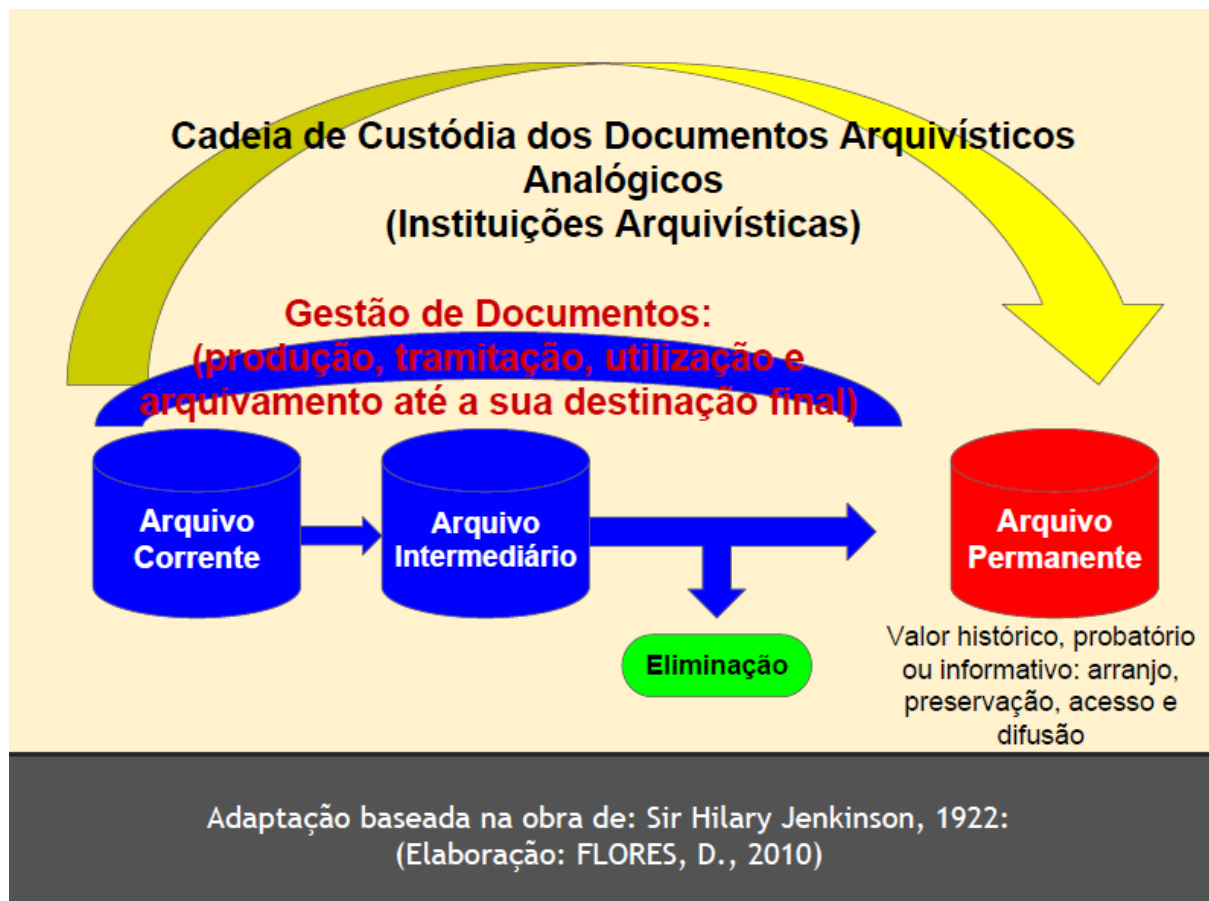 Cadeia de Custódia dos Documentos Arquivísticos
Analógicos
(Instituições Arquivísticas)
Gestão de Documentos:
(produção, tramitação, utilização e
arquivamento até a sua destinação final)
Arquivo
Corrente
Arquivo
Intermediário
Arquivo
Permanente
Eliminação
Valor histórico, probatório
ou informativo: arranjo,
preservação, acesso e
difusão
Adaptação baseada na obra de: Sir Hilary Jenkinson, 1922:
(Elaboração: FLORES, D., 2010)